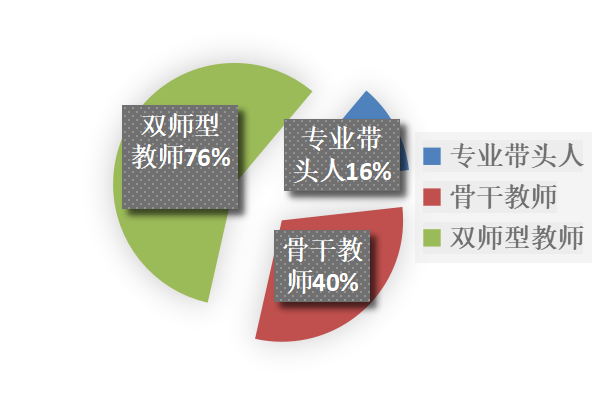 双师型
教师76%
专业带
头人16%
骨干教
师40%
专业带头人
骨干教师
双师型教师